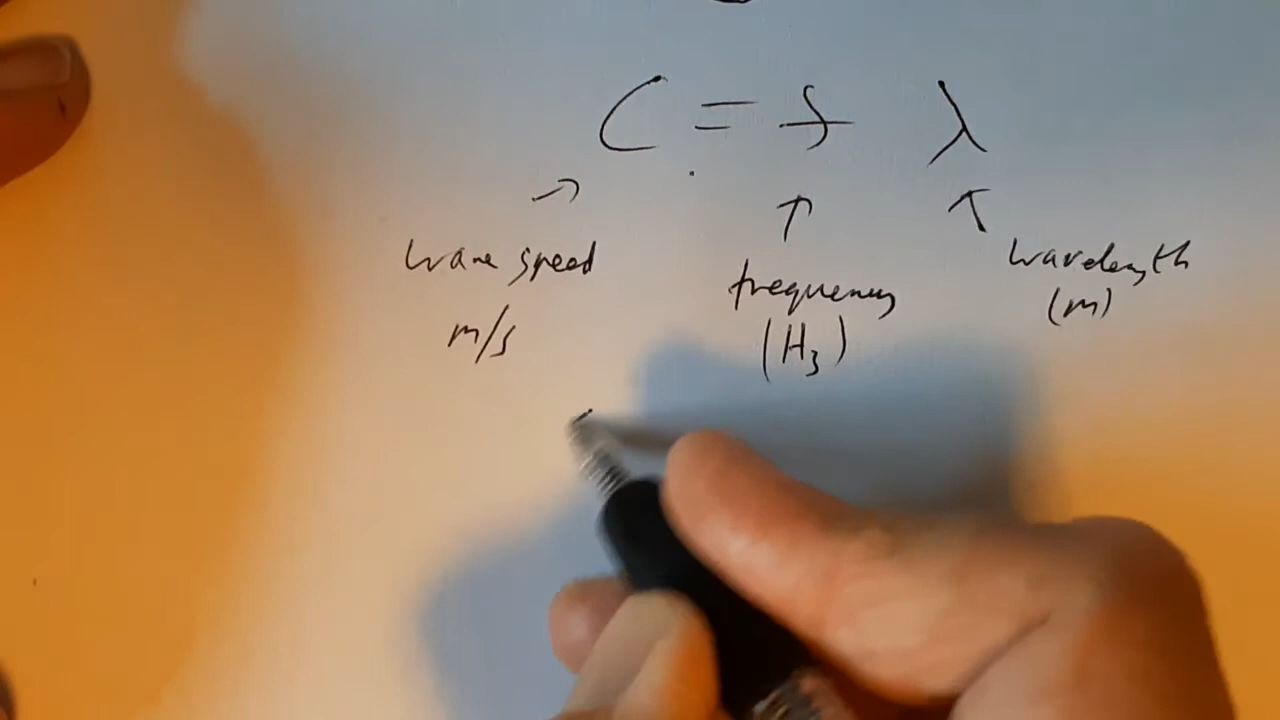 C = f λ
wave speed
m/s
frequency
(Hz)
wavelength
(m)